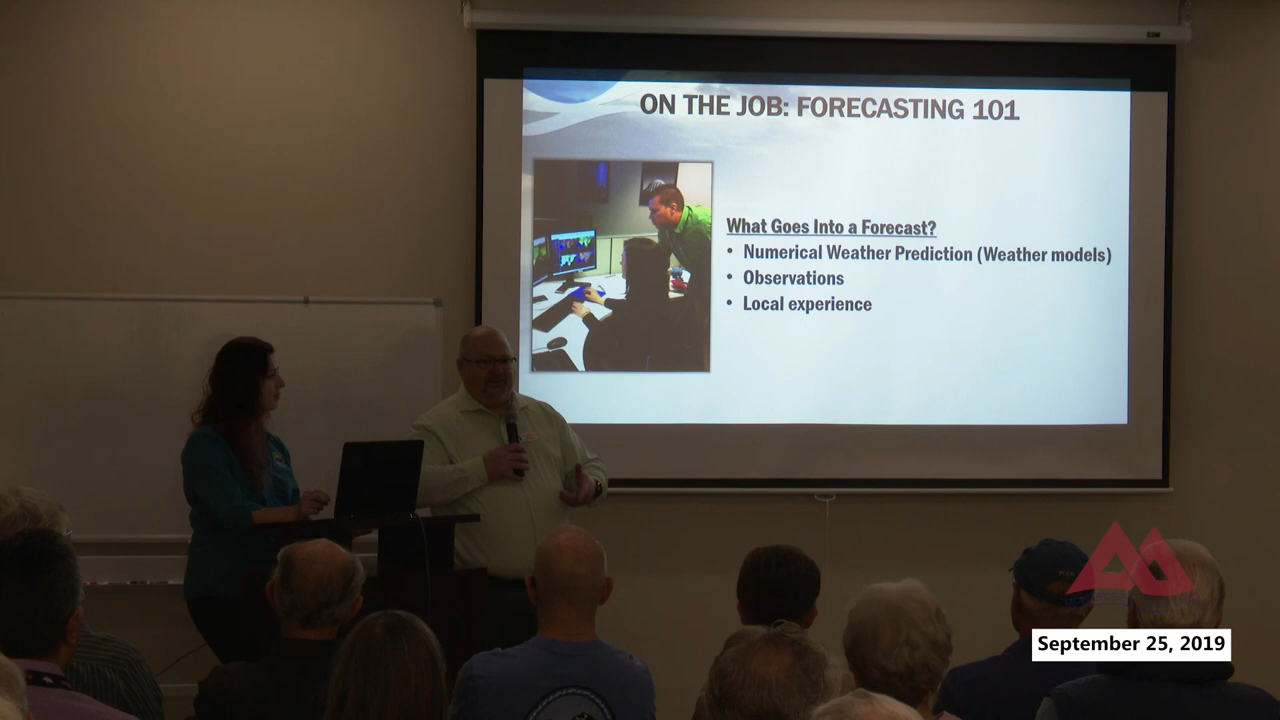 ON THE JOB: FORECASTING 101
What Goes Into a Forecast?
• Numerical Weather Prediction (Weather models)
• Observations
• Local experience
September 25, 2019